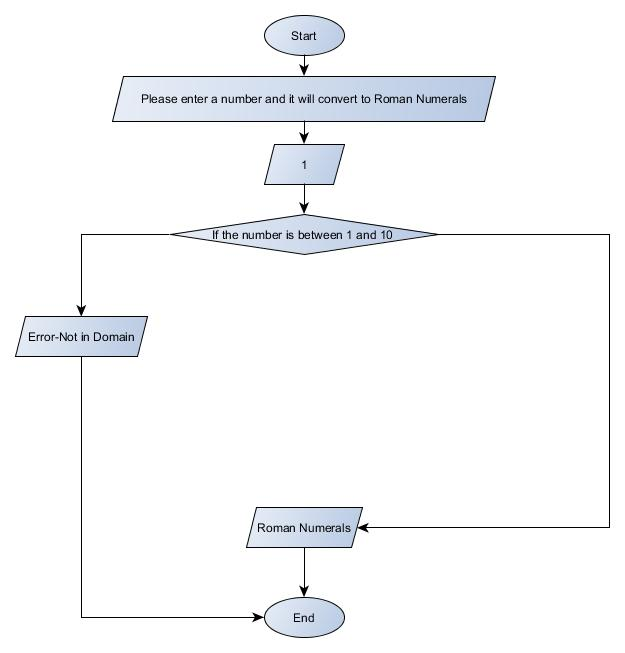 Start
Please enter a number and it will convert to Roman Numerals
1
If the number is between 1 and 10
Error-Not in Domain
Roman Numerals
End